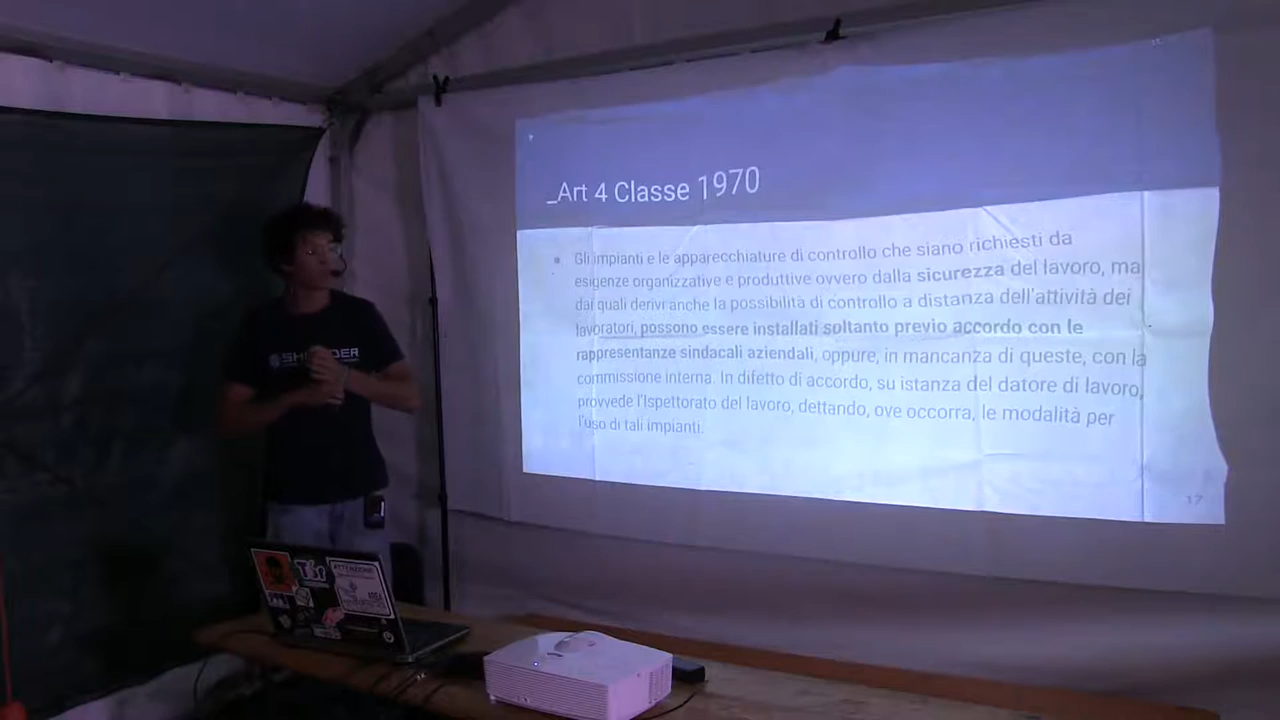 _Art 4 Classe 1970
Gli impianti e le apparecchiature di controllo che siano richiesti da
esigenze organizzative e produttive ovvero dalla sicurezza del lavoro, ma
dai quali derivi anche la possibilità di controllo a distanza dell'attività dei
lavoratori, possono essere installati soltanto previo accordo con le
rappresentanze sindacali aziendali, oppure, in mancanza di queste, con la
commissione interna. In difetto di accordo, su istanza del datore di lavoro,
provvede l'Ispettorato del lavoro, dettando, ove occorra, le modalità per
l'uso di tali impianti.
17
Tor
ATTENZIONE
AREA